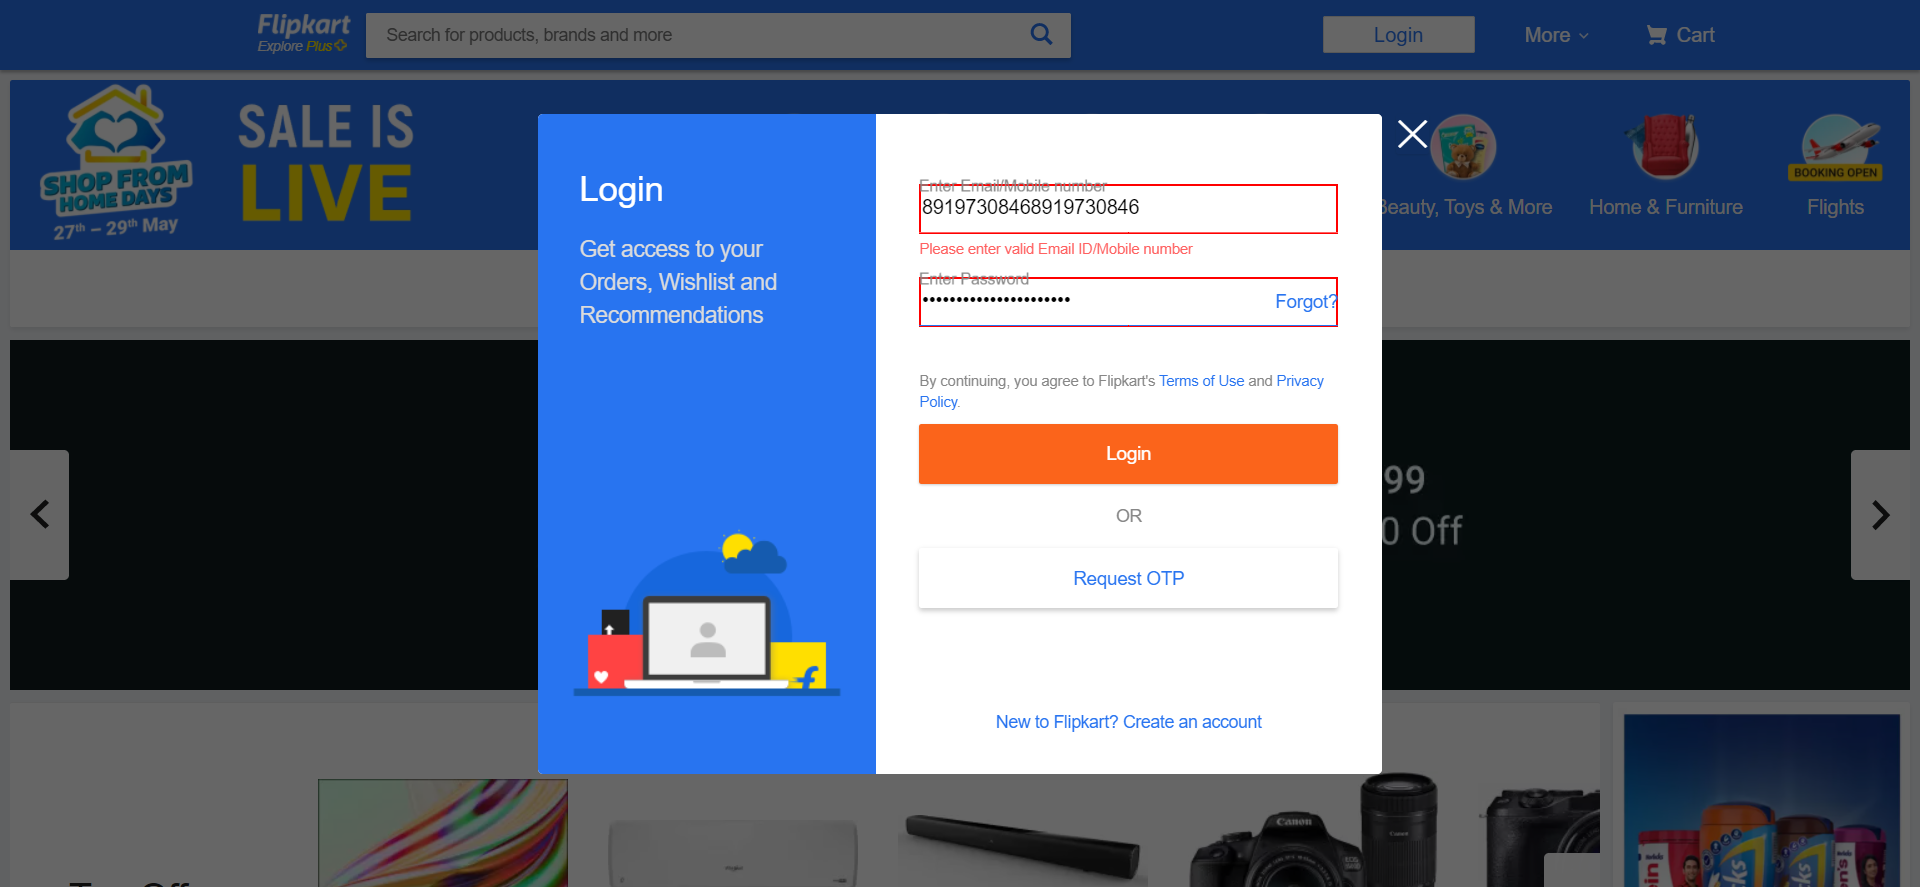 Flipkart
Explore Plus
Search for products, brands and more
Login
More
Cart
SHOP FROM
HOME DAYS
27th – 29th May
SALE IS
LIVE
BOOKING OPEN
Beauty, Toys & More
Home & Furniture
Flights
Login
Get access to your
Orders, Wishlist and
Recommendations
Enter Email/Mobile number
89197308468919730846
Please enter valid Email ID/Mobile number
Enter Password
••••••••••••••••••••••
Forgot?
By continuing, you agree to Flipkart's Terms of Use and Privacy
Policy.
Login
OR
Request OTP
New to Flipkart? Create an account
99
0 Off
Canon
Canon